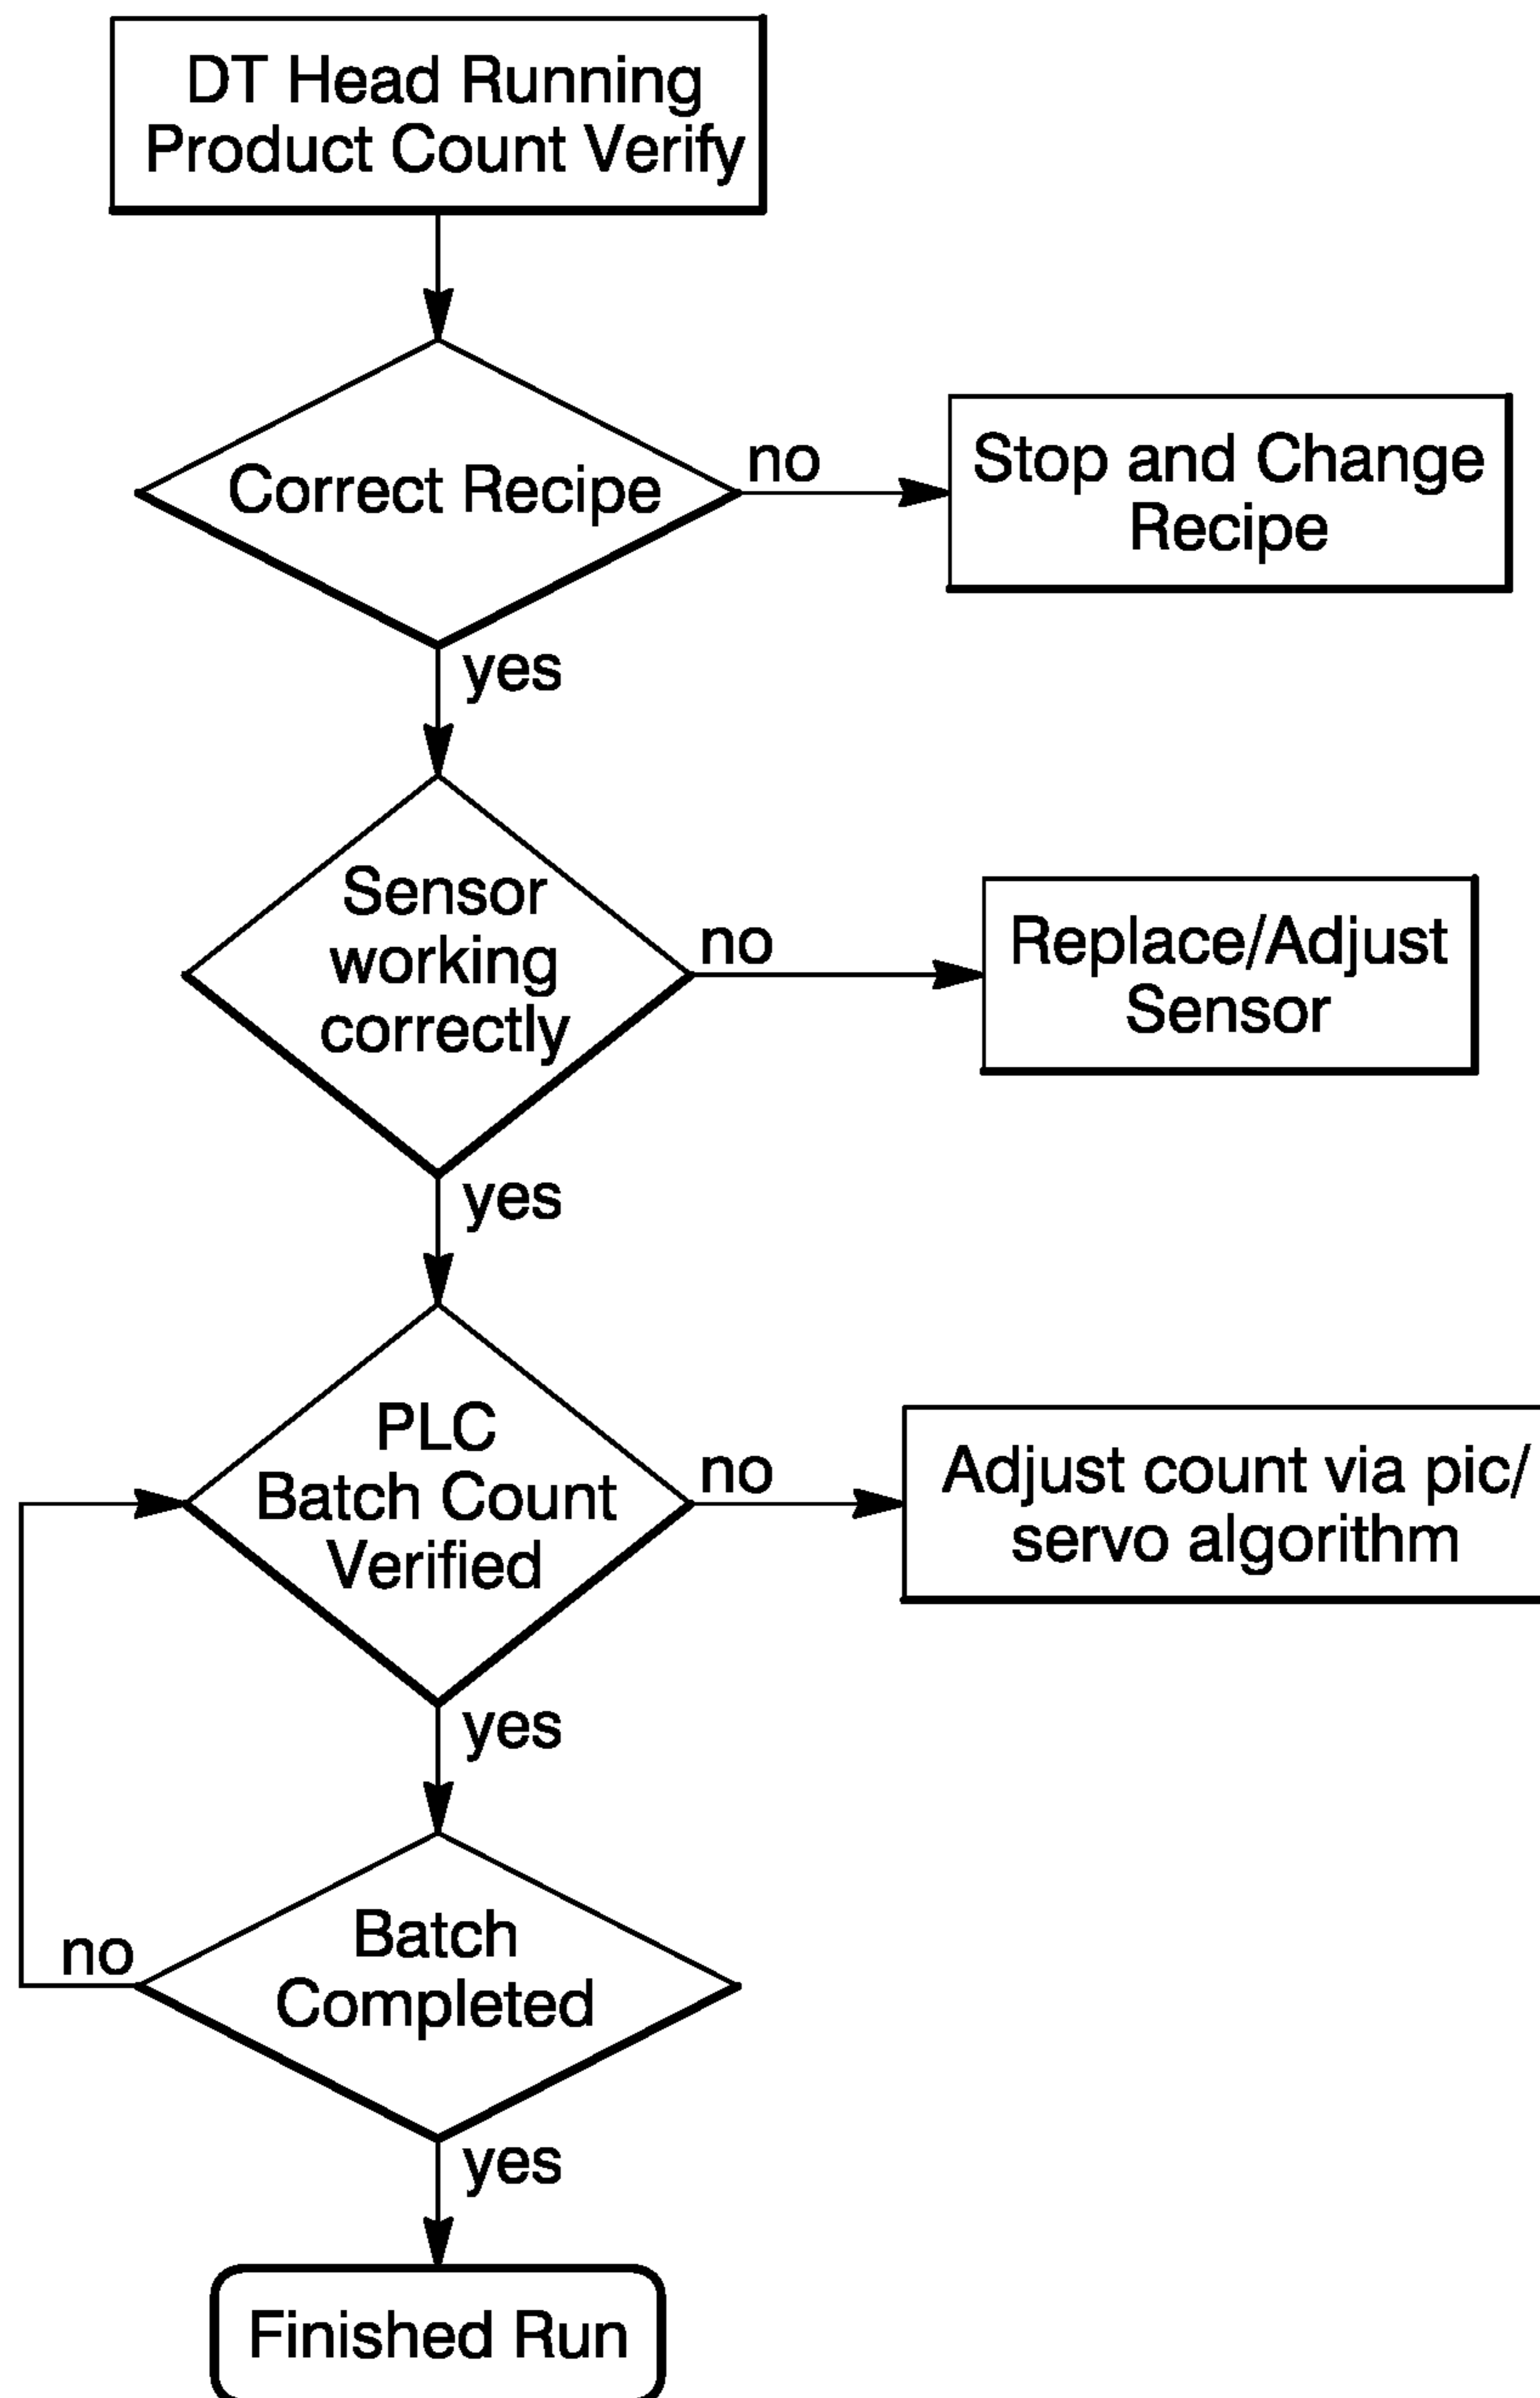 DT Head Running
Product Count Verify
Correct Recipe
no
Stop and Change
Recipe
yes
Sensor
working
correctly
no
Replace/Adjust
Sensor
yes
PLC
Batch Count
Verified
no
Adjust count via pic/
servo algorithm
yes
Batch
Completed
no
yes
Finished Run